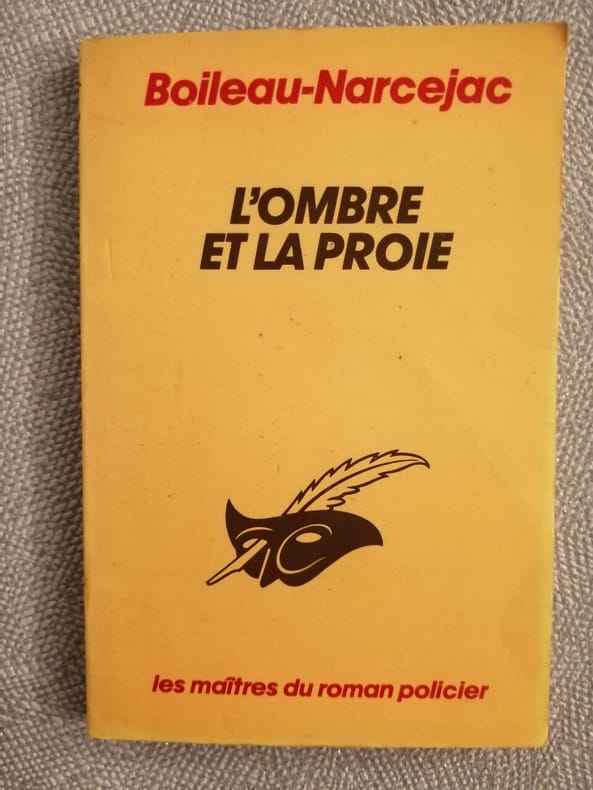 Boileau-Narcejac
L'OMBRE
ET LA PROIE
les maîtres du roman policier